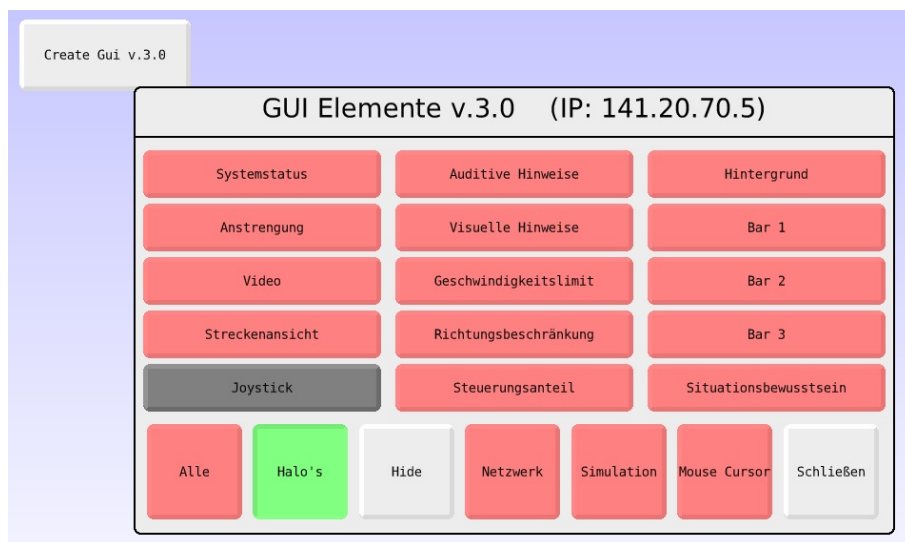 Create Gui v.3.0
GUI Elemente v.3.0 (IP: 141.20.70.5)
Systemstatus Auditive Hinweise Hintergrund
Anstrengung Visuelle Hinweise Bar 1
Video Geschwindigkeitslimit Bar 2
Streckenansicht Richtungsbeschränkung Bar 3
Joystick Steuerungsanteil Situationsbewusstsein
Alle Halo's Hide Netzwerk Simulation Mouse Cursor Schließen